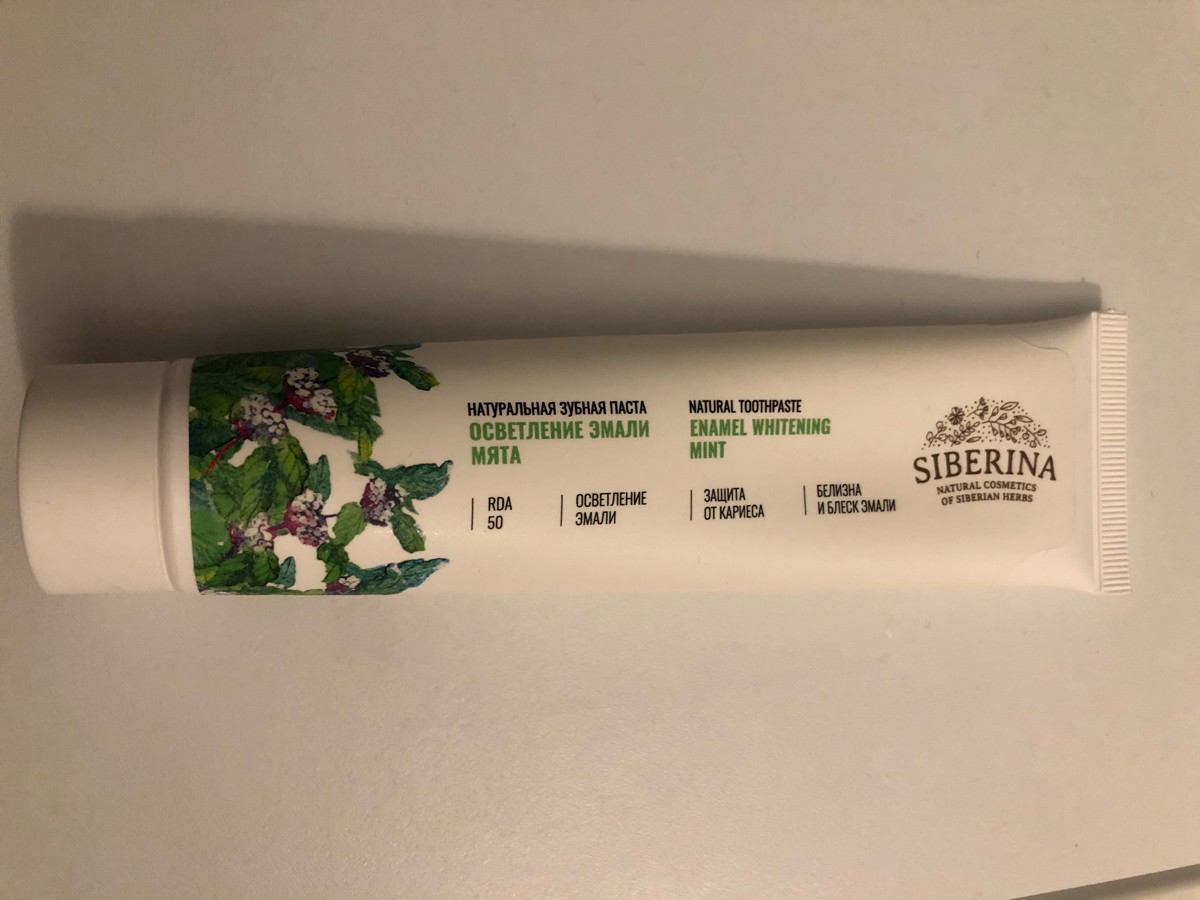 НАТУРАЛЬНАЯ ЗУБНАЯ ПАСТА
ОСВЕТЛЕНИЕ ЭМАЛИ
МЯТА
NATURAL TOOTHPASTE
ENAMEL WHITENING
MINT
RDA
50
ОСВЕТЛЕНИЕ
ЭМАЛИ
ЗАЩИТА
ОТ КАРИЕСА
БЕЛИЗНА
И БЛЕСК ЭМАЛИ
SIBERINA
NATURAL COSMETICS
OF SIBERIAN HERBS